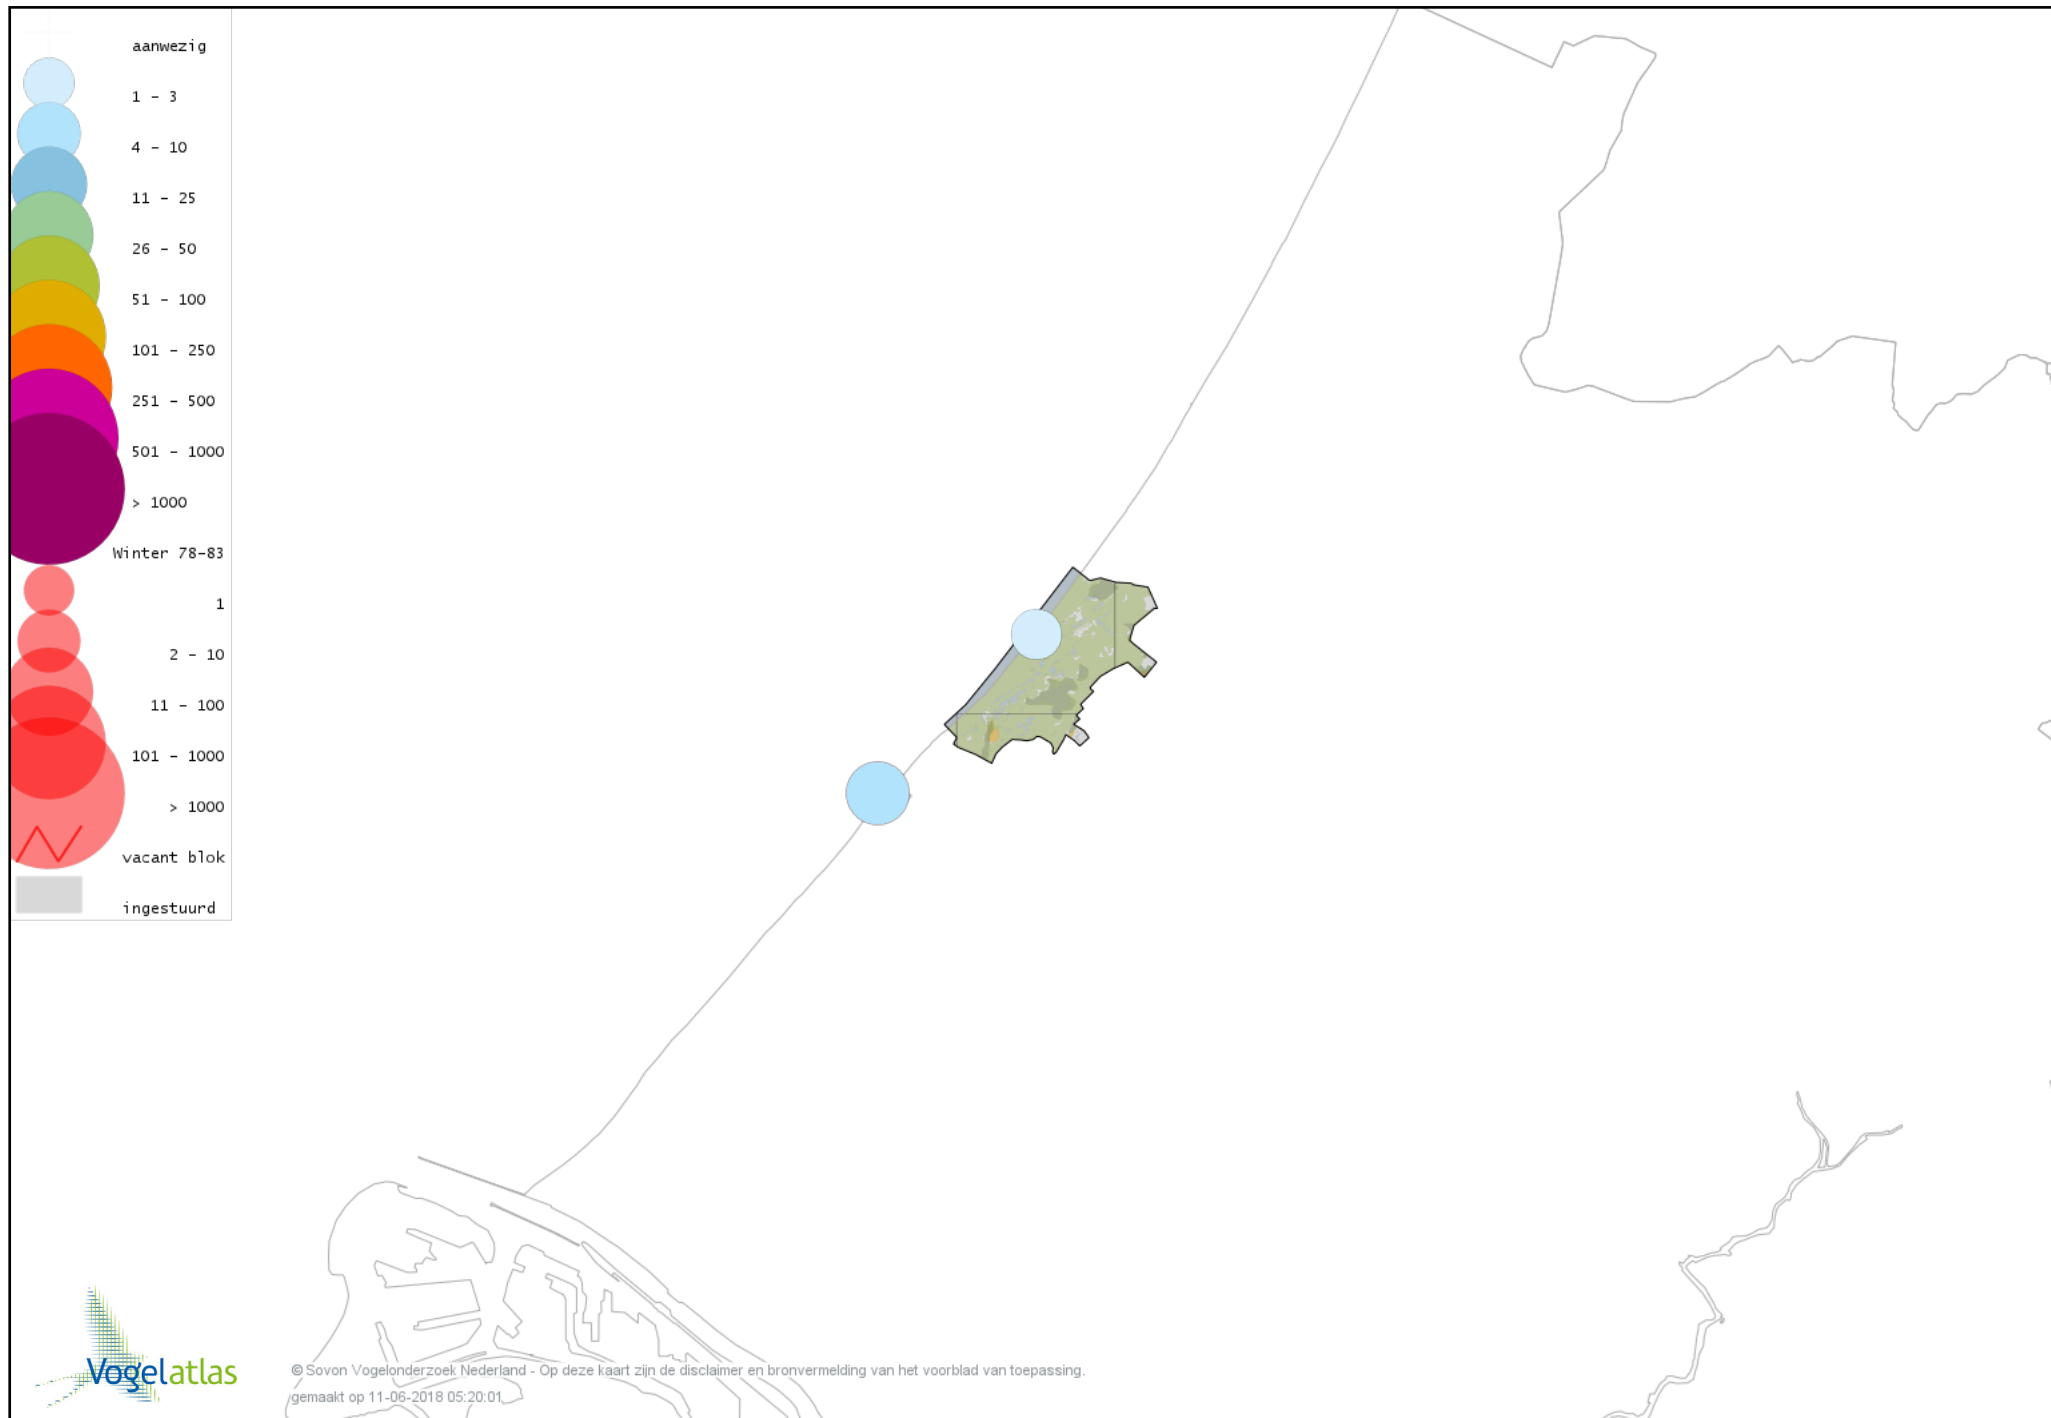 aanwezig
1 - 3
4 - 10
11 - 25
26 - 50
51 - 100
101 - 250
251 - 500
501 - 1000
> 1000
Winter 78-83
1
2 - 10
11 - 100
101 - 1000
> 1000
vacant blok
ingestuurd
Vogelatlas
© Sovon Vogelonderzoek Nederland - Op deze kaart zijn de disclaimer en bronvermelding van het voorblad van toepassing.
gemaakt op 11-06-2018 05:20:01